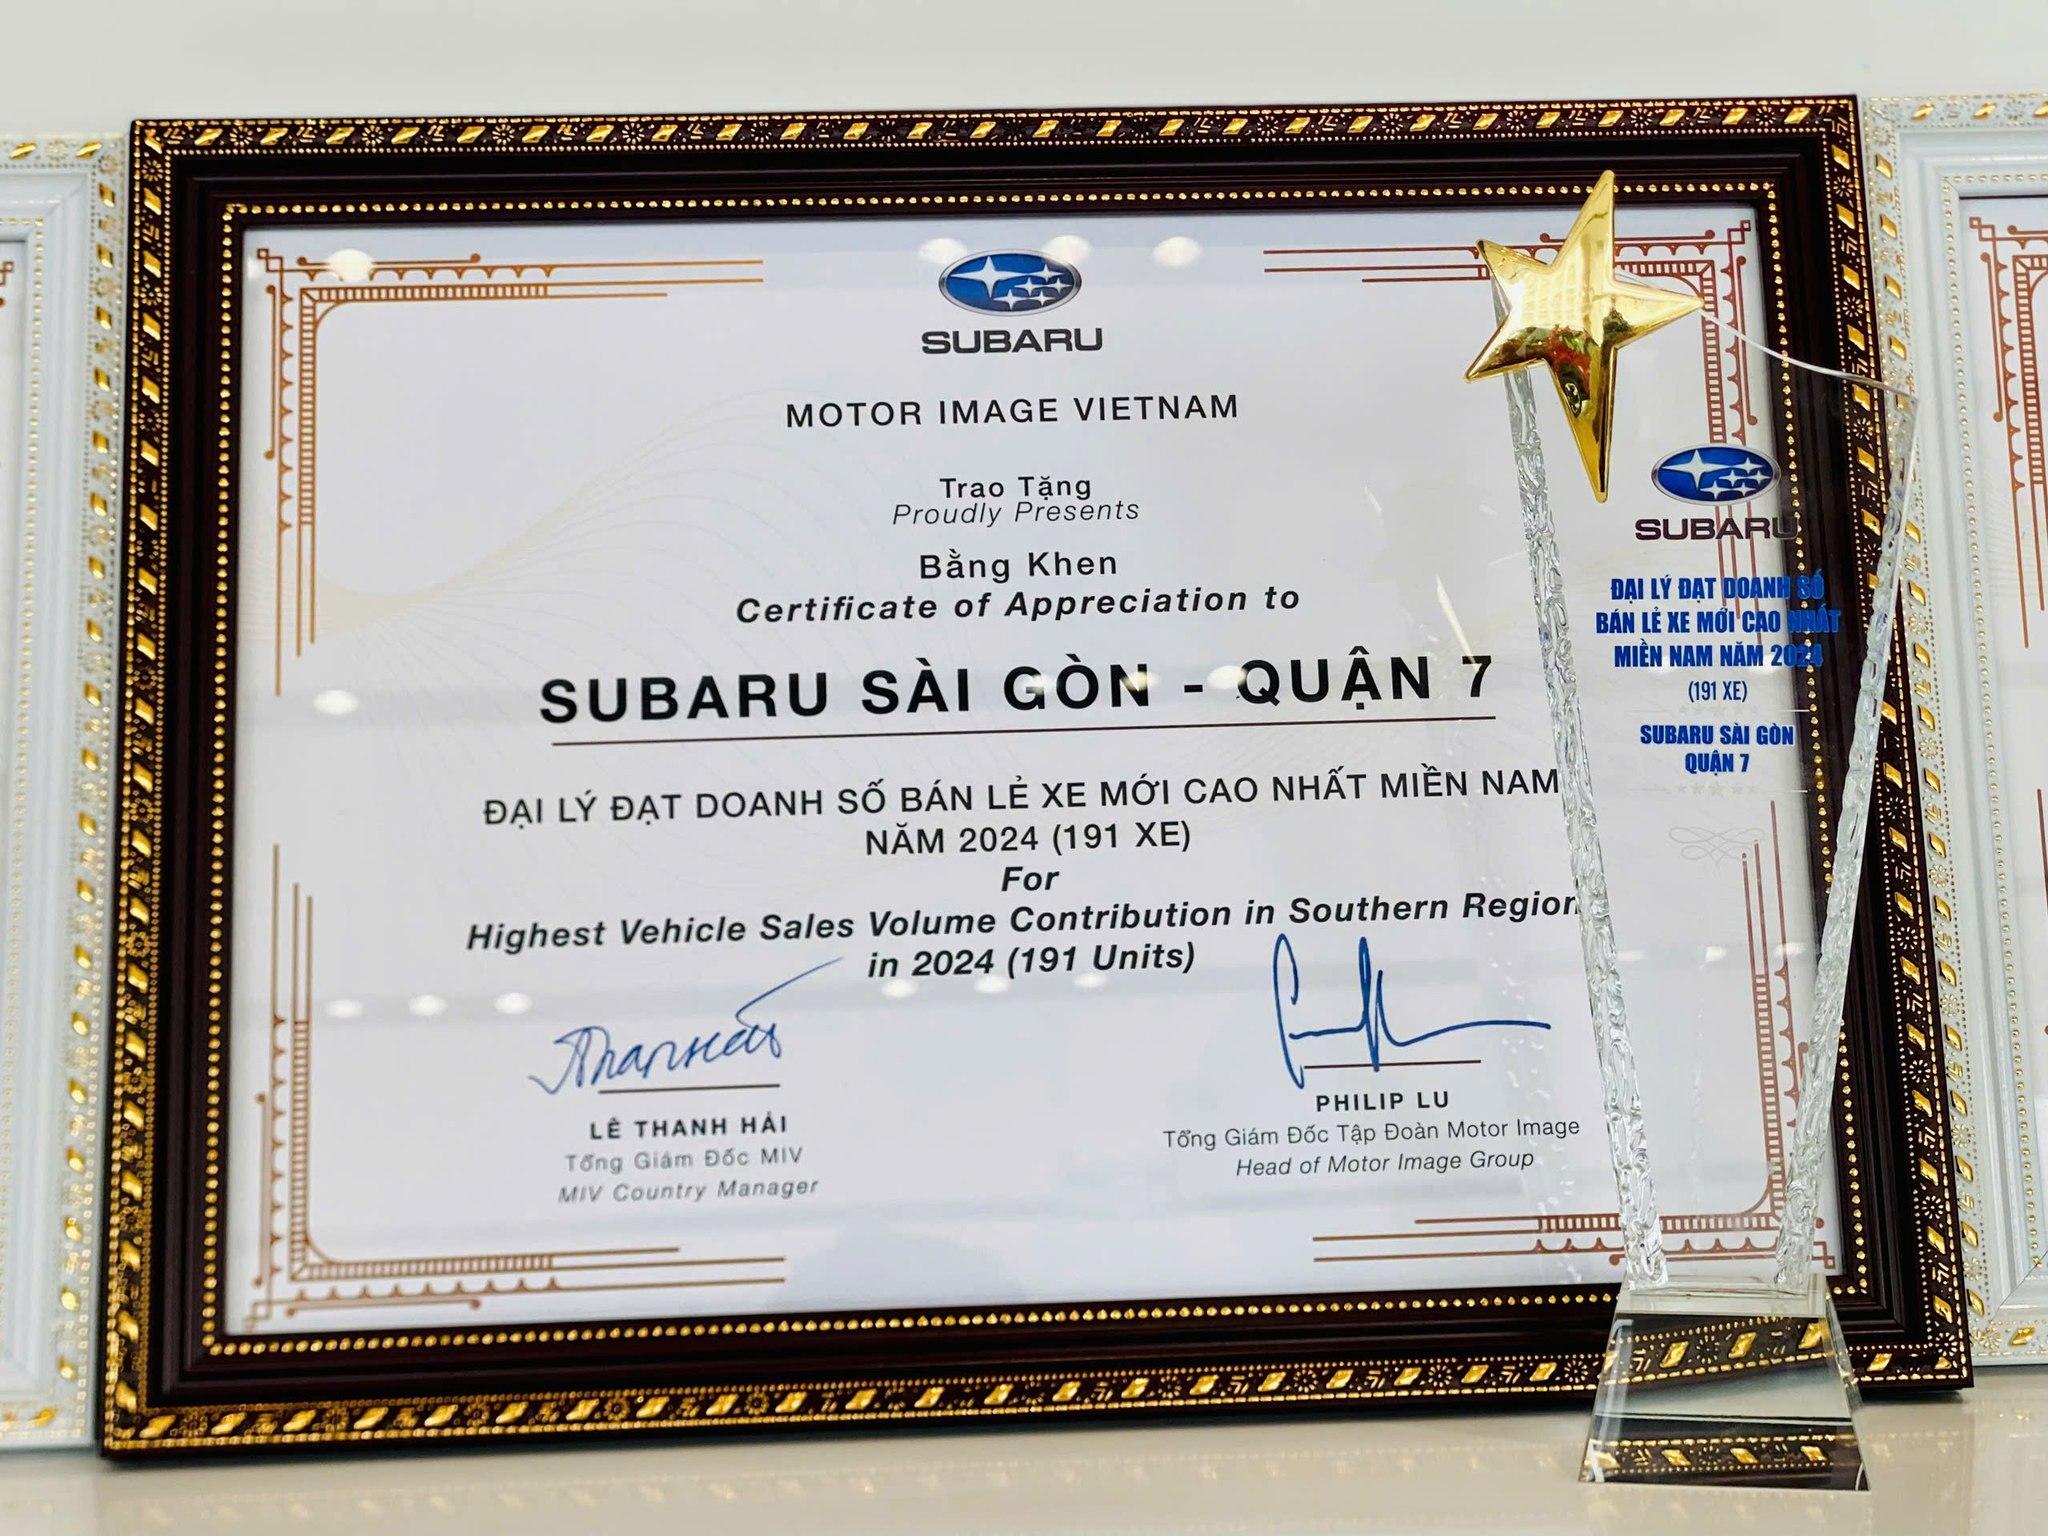 SUBARU
MOTOR IMAGE VIETNAM
Trao Tặng
Proudly Presents
Bằng Khen
Certificate of Appreciation to
SUBARU SÀI GÒN - QUẬN 7
ĐẠI LÝ ĐẠT DOANH SỐ BÁN LẺ XE MỚI CAO NHẤT MIỀN NAM
NĂM 2024 (191 XE)
For
Highest Vehicle Sales Volume Contribution in Southern Region
in 2024 (191 Units)
LÊ THANH HẢI
Tổng Giám Đốc MIV
MIV Country Manager
PHILIP LU
Tổng Giám Đốc Tập Đoàn Motor Image
Head of Motor Image Group
SUBARU
ĐẠI LÝ ĐẠT DOANH SỐ
BÁN LẺ XE MỚI CAO NHẤT
MIỀN NAM NĂM 2024
(191 XE)
SUBARU SÀI GÒN
QUẬN 7